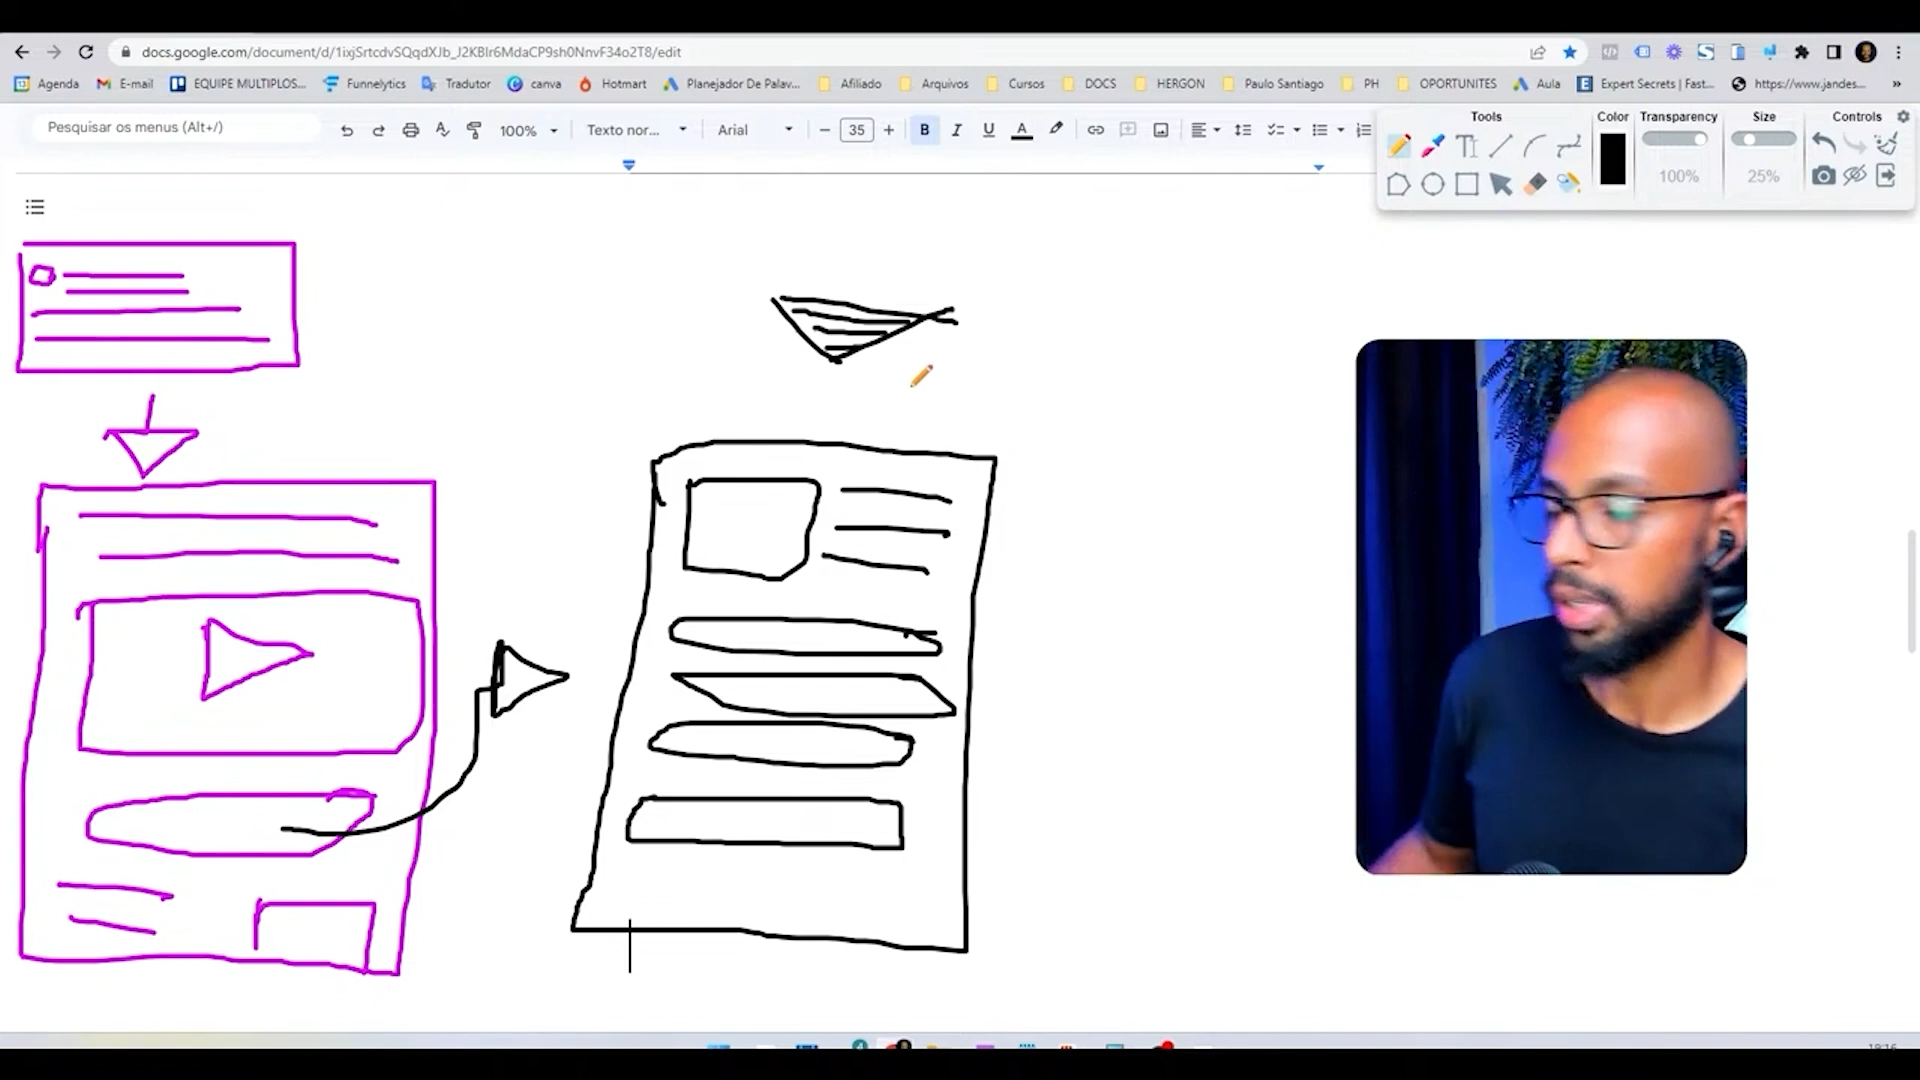 docs.google.com/document/d/1ixjSrtcdvSQqdXJb_J2KBIr6MdaCP9sh0NnvF34o2T8/edit
Agenda E-mail EQUIPE MULTIPLOS... Funnelytics Tradutor canva Hotmart Planejador De Palav... Afiliado Arquivos Cursos DOCS HERGON Paulo Santiago PH OPORTUNITES Aula Expert Secrets | Fast... https://www.jandes... »
Pesquisar os menus (Alt+/) 100% Texto nor... Arial 35 B I U A
Tools Color Transparency Size Controls
100% 25%